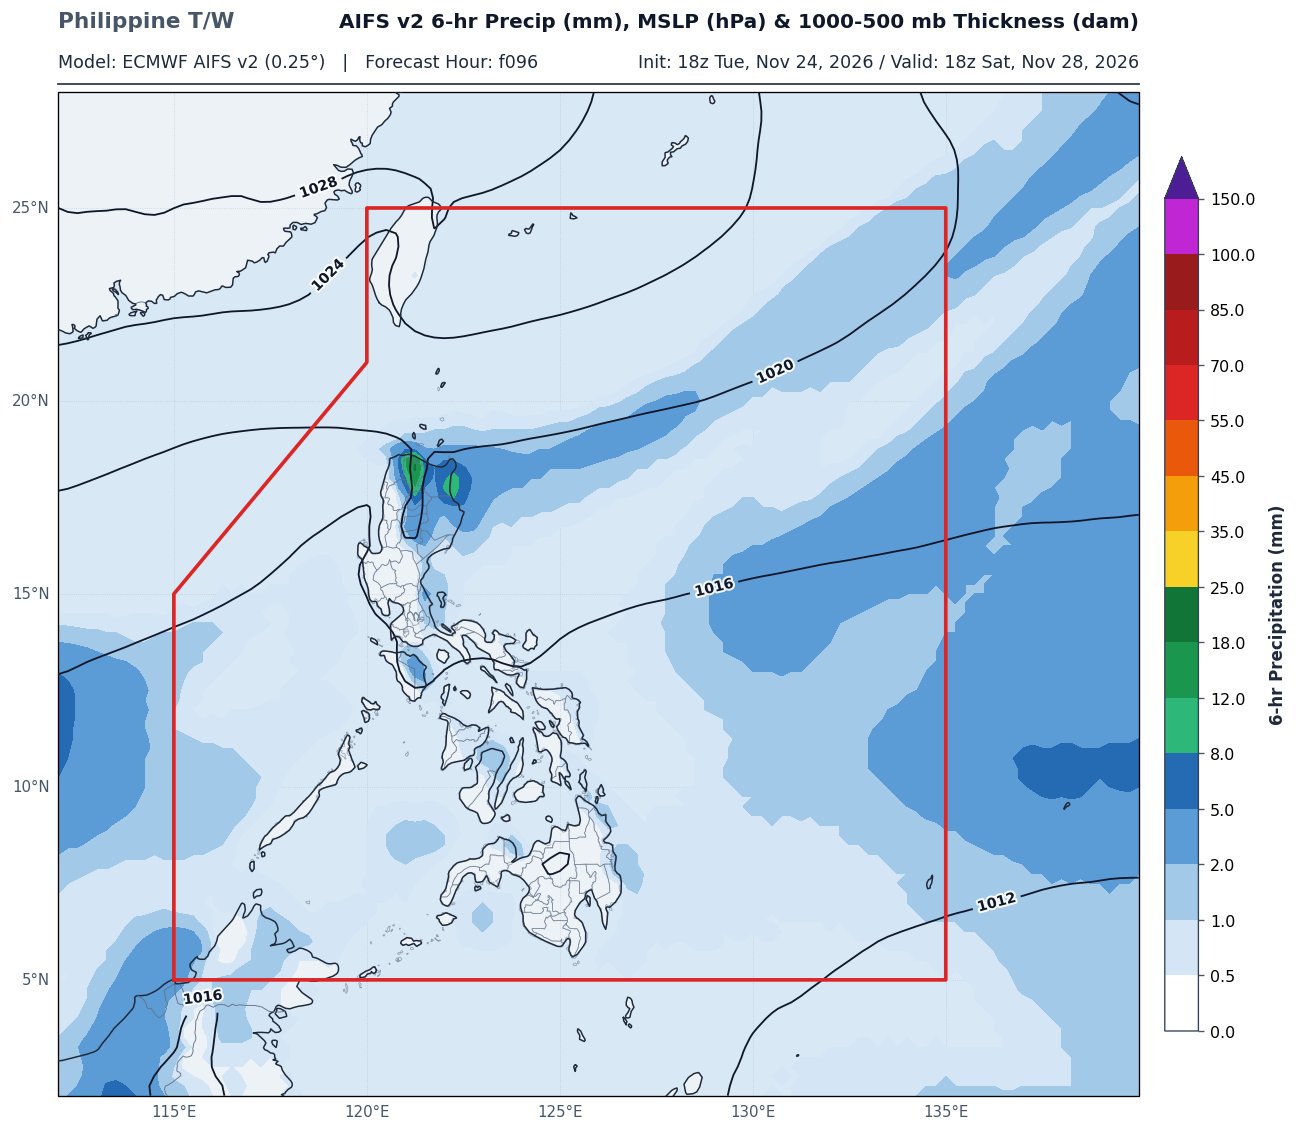 Philippine T/W
AIFS v2 6-hr Precip (mm), MSLP (hPa) & 1000-500 mb Thickness (dam)
Model: ECMWF AIFS v2 (0.25°) | Forecast Hour: f096
Init: 18z Tue, Nov 24, 2026 / Valid: 18z Sat, Nov 28, 2026
25°N
20°N
15°N
10°N
5°N
115°E
120°E
125°E
130°E
135°E
1028
1024
1020
1016
1012
1016
150.0
100.0
85.0
70.0
55.0
45.0
35.0
25.0
18.0
12.0
8.0
5.0
2.0
1.0
0.5
0.0
6-hr Precipitation (mm)